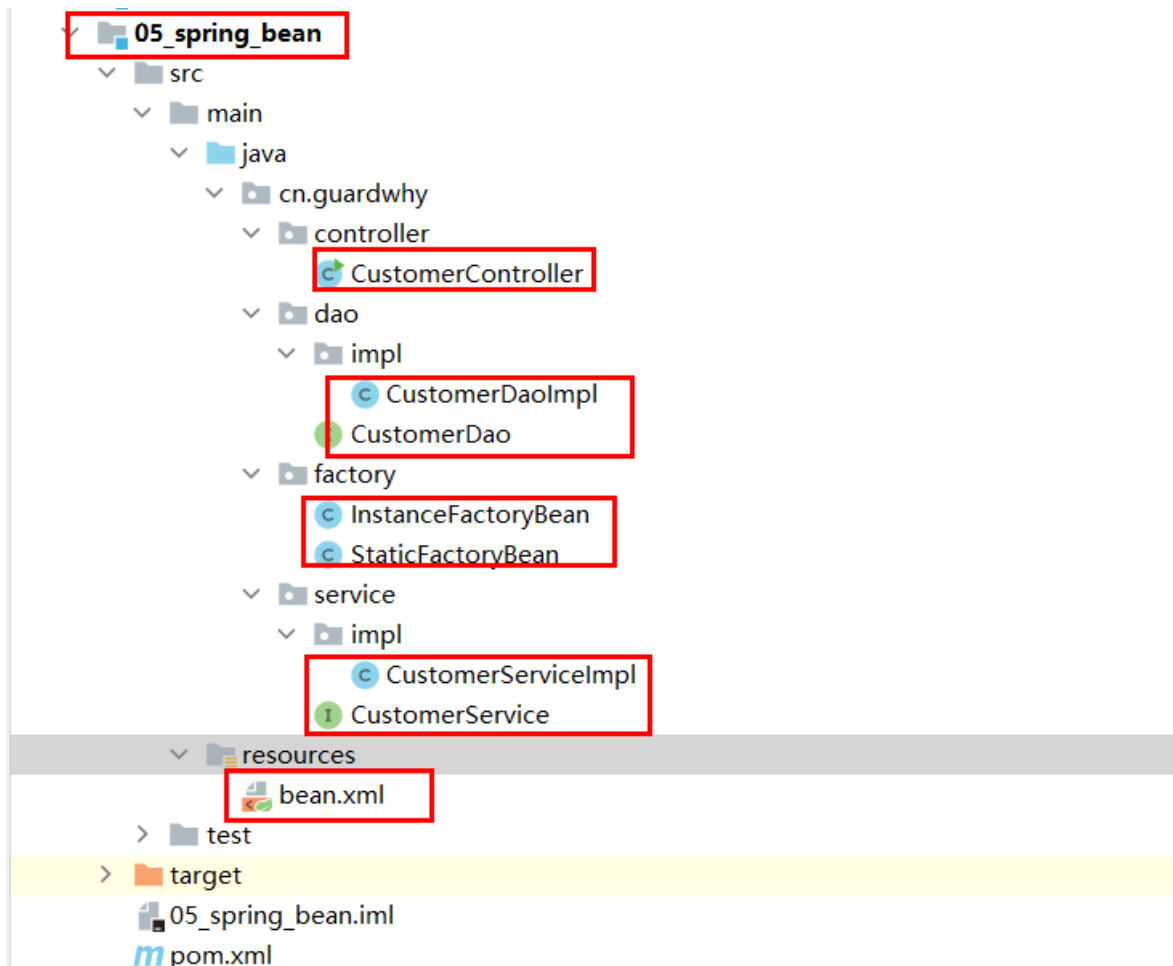 05_spring_bean
src
main
java
cn.guardwhy
controller
CustomerController
dao
impl
CustomerDaoImpl
CustomerDao
factory
InstanceFactoryBean
StaticFactoryBean
service
impl
CustomerServiceImpl
CustomerService
resources
bean.xml
test
target
05_spring_bean.iml
pom.xml